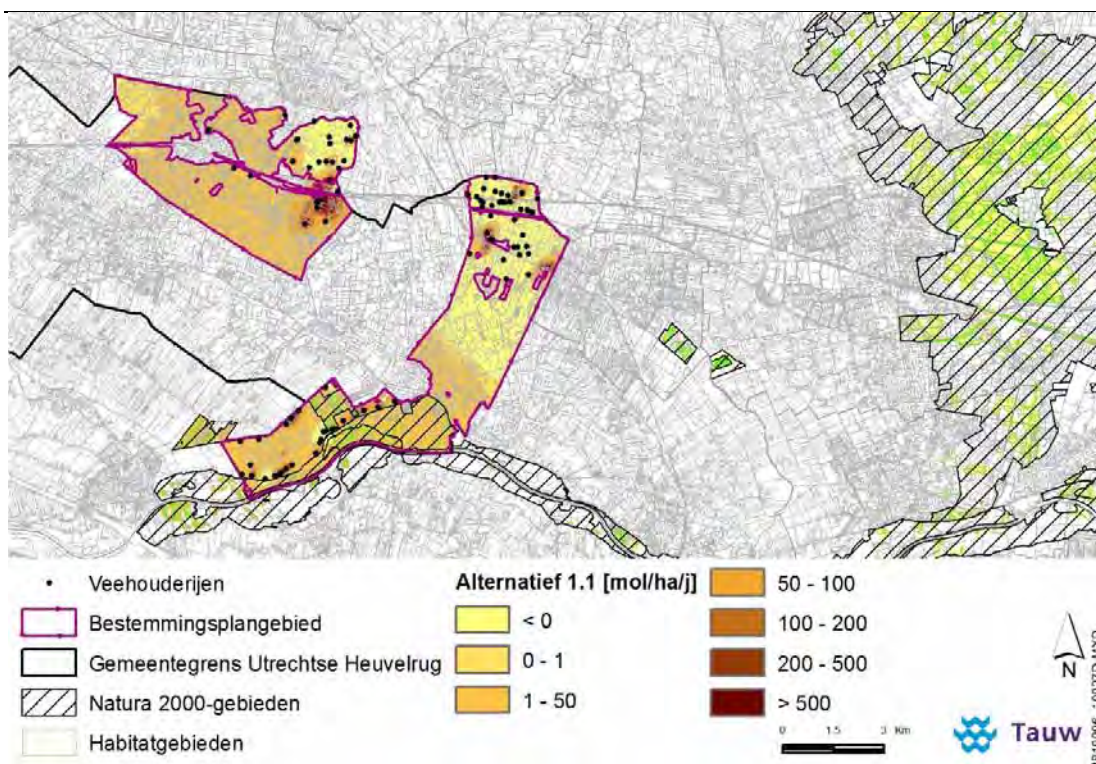 Veehouderijen
Bestemmingsplangebied
Gemeentegrens Utrechtse Heuvelrug
Natura 2000-gebieden
Habitatgebieden
Alternatief 1.1 [mol/ha/j]
< 0
0 - 1
1 - 50
50 - 100
100 - 200
200 - 500
> 500
0 1.5 3 Km
N
Tauw